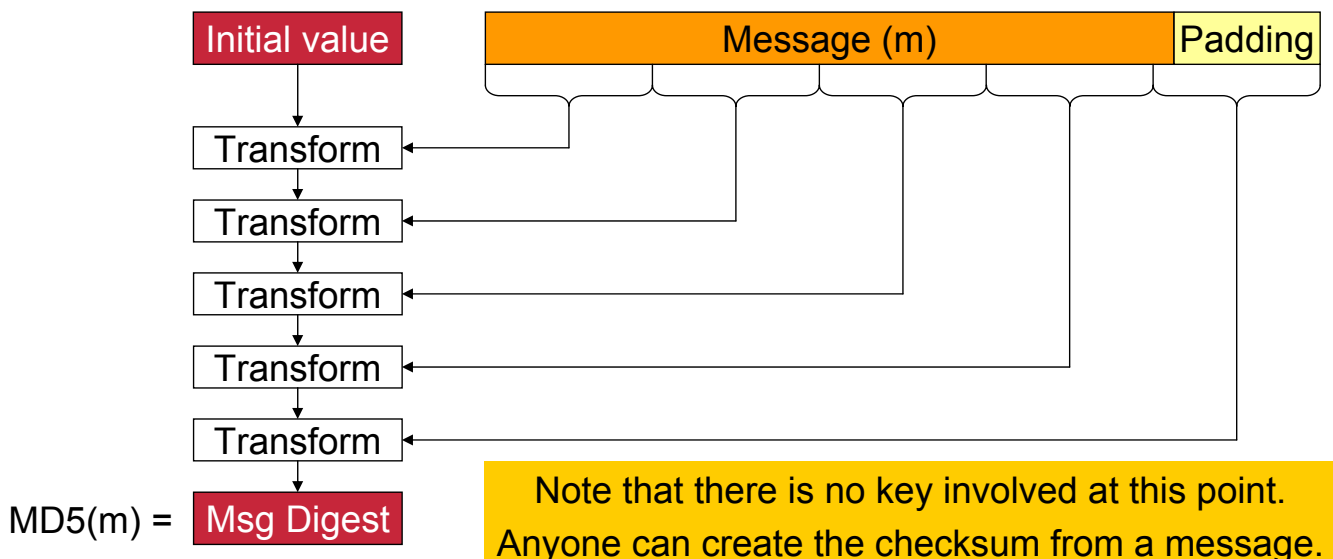 Initial value
Message (m)
Padding
Transform
Transform
Transform
Transform
Transform
MD5(m) =
Msg Digest
Note that there is no key involved at this point.
Anyone can create the checksum from a message.